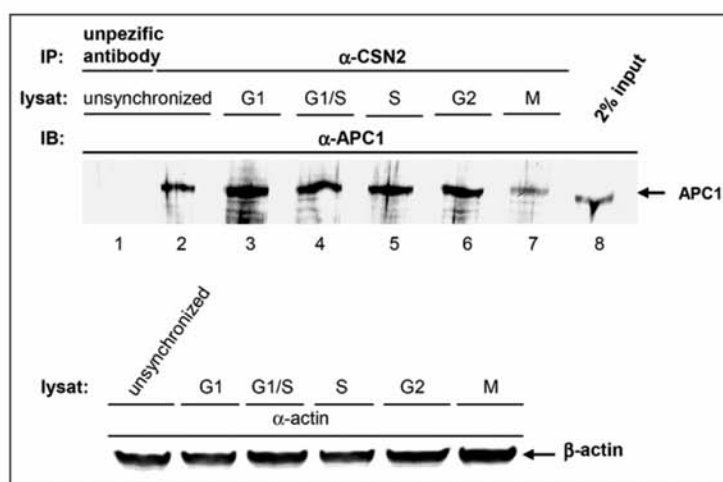 unpezific
IP: antibody α-CSN2
lysat: unsynchronized G1 G1/S S G2 M 2% input
IB: α-APC1
APC1
1 2 3 4 5 6 7 8
unsynchronized
lysat: G1 G1/S S G2 M
α-actin
β-actin